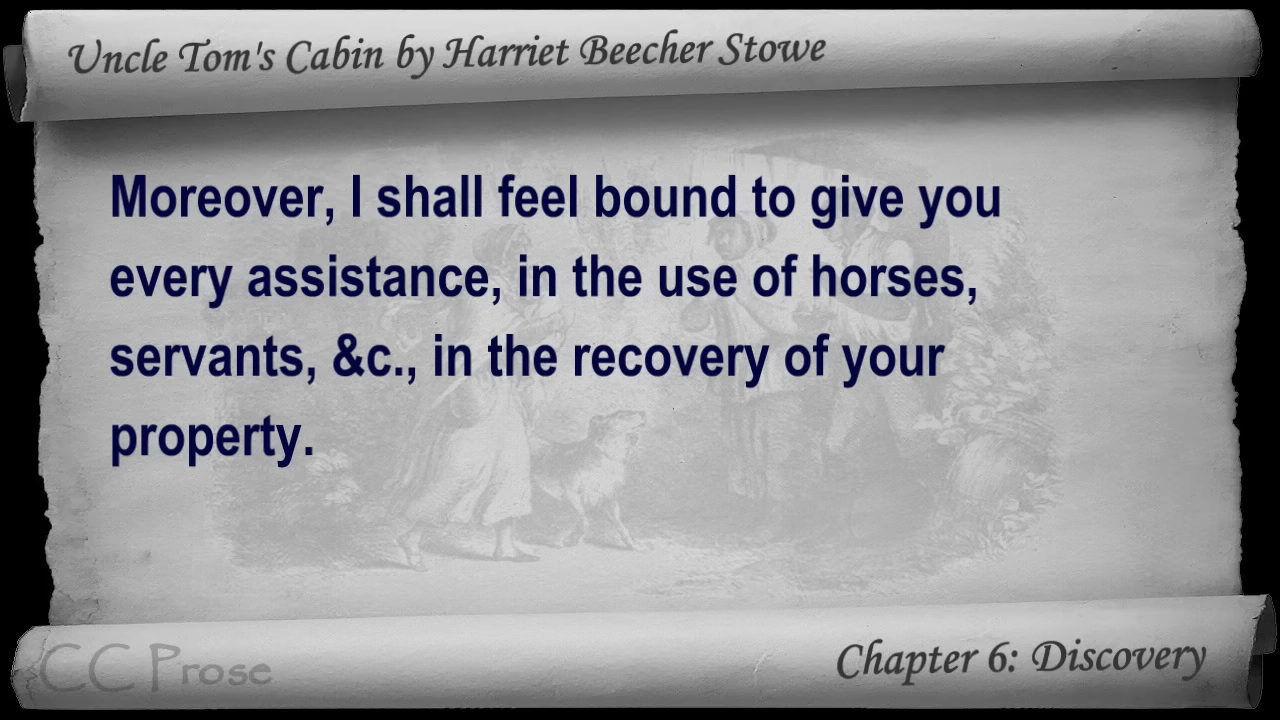 Uncle Tom's Cabin by Harriet Beecher Stowe
Moreover, I shall feel bound to give you
every assistance, in the use of horses,
servants, &c., in the recovery of your
property.
CC Prose
Chapter 6: Discovery